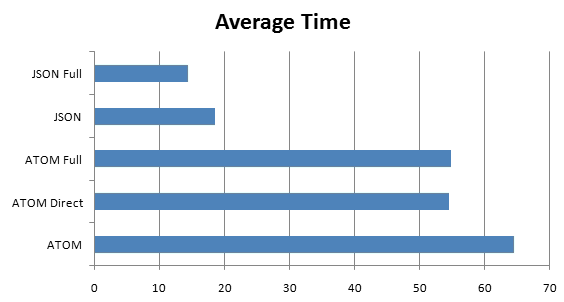 Average Time
JSON Full
JSON
ATOM Full
ATOM Direct
ATOM
0 10 20 30 40 50 60 70